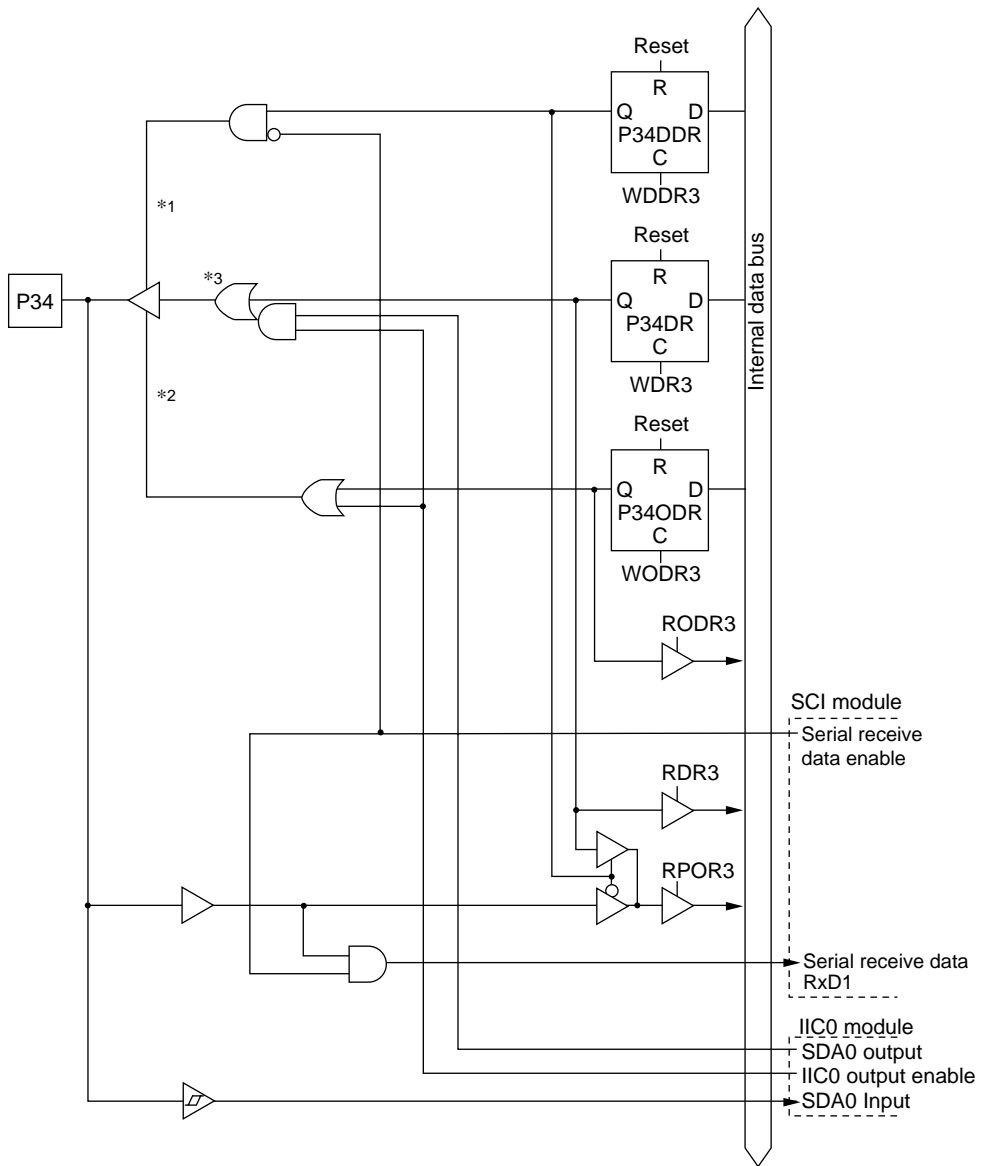 Reset
R
Q D
P34DDR
C
WDDR3
*1
Reset
R
*3
P34
Q D
P34DR
C
WDR3
Internal data bus
*2
Reset
R
Q D
P34ODR
C
WODR3
RODR3
SCI module
Serial receive
data enable
RDR3
RPOR3
Serial receive data
RxD1
IIC0 module
SDA0 output
IIC0 output enable
SDA0 Input